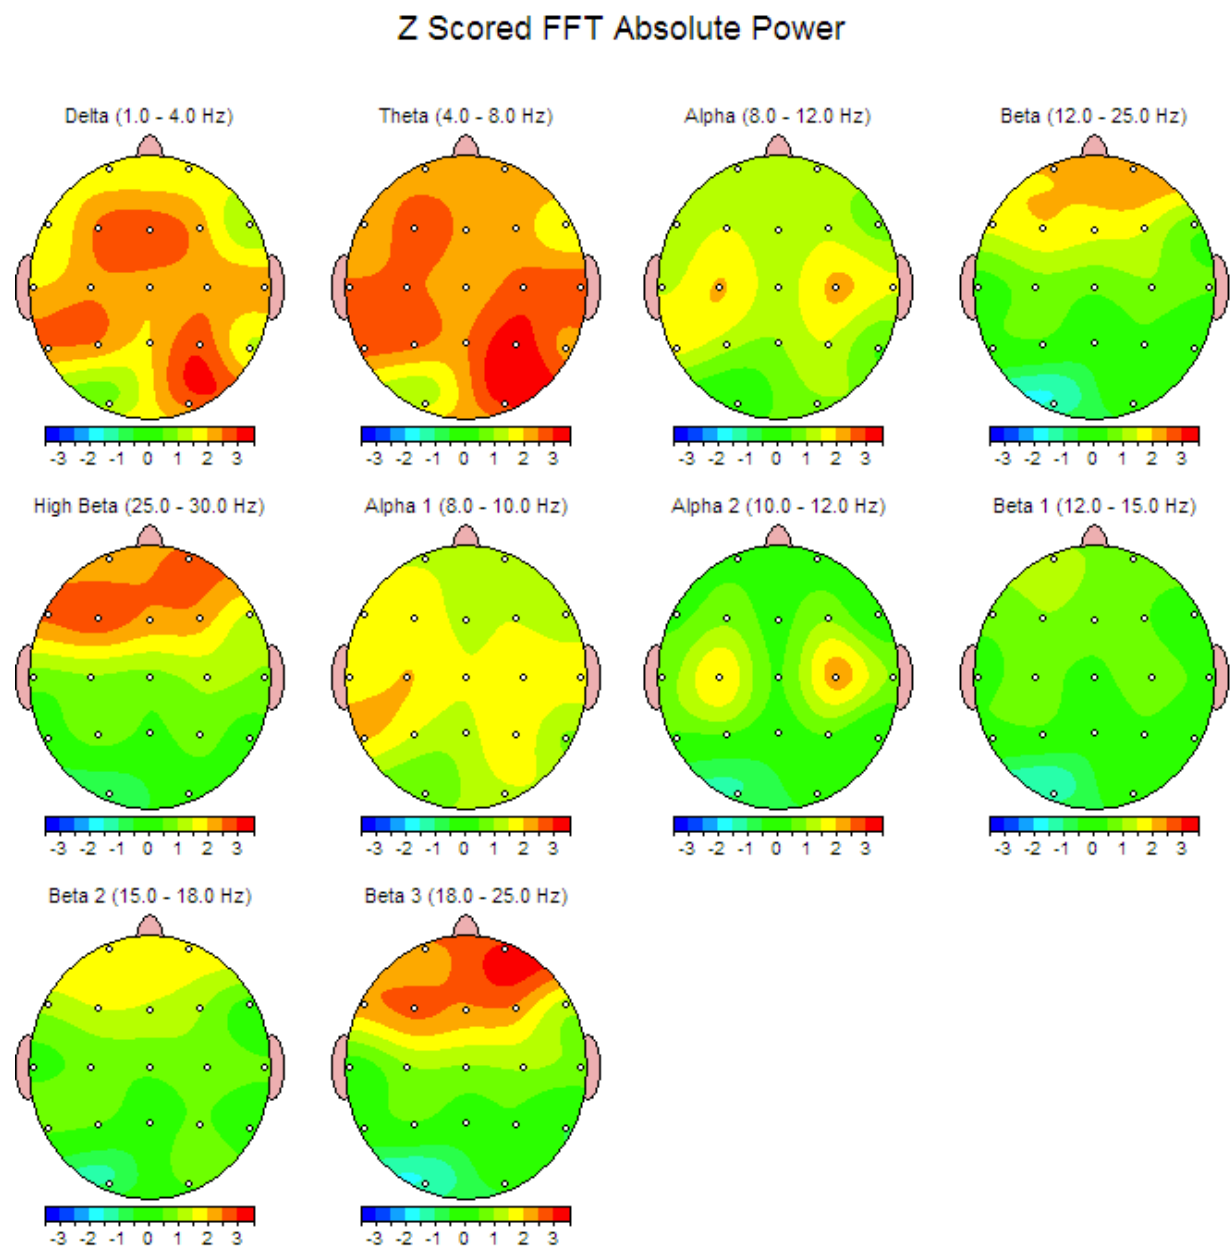 Z Scored FFT Absolute Power
Delta (1.0 - 4.0 Hz) Theta (4.0 - 8.0 Hz) Alpha (8.0 - 12.0 Hz) Beta (12.0 - 25.0 Hz)
-3 -2 -1 0 1 2 3 -3 -2 -1 0 1 2 3 -3 -2 -1 0 1 2 3 -3 -2 -1 0 1 2 3
High Beta (25.0 - 30.0 Hz) Alpha 1 (8.0 - 10.0 Hz) Alpha 2 (10.0 - 12.0 Hz) Beta 1 (12.0 - 15.0 Hz)
-3 -2 -1 0 1 2 3 -3 -2 -1 0 1 2 3 -3 -2 -1 0 1 2 3 -3 -2 -1 0 1 2 3
Beta 2 (15.0 - 18.0 Hz) Beta 3 (18.0 - 25.0 Hz)
-3 -2 -1 0 1 2 3 -3 -2 -1 0 1 2 3